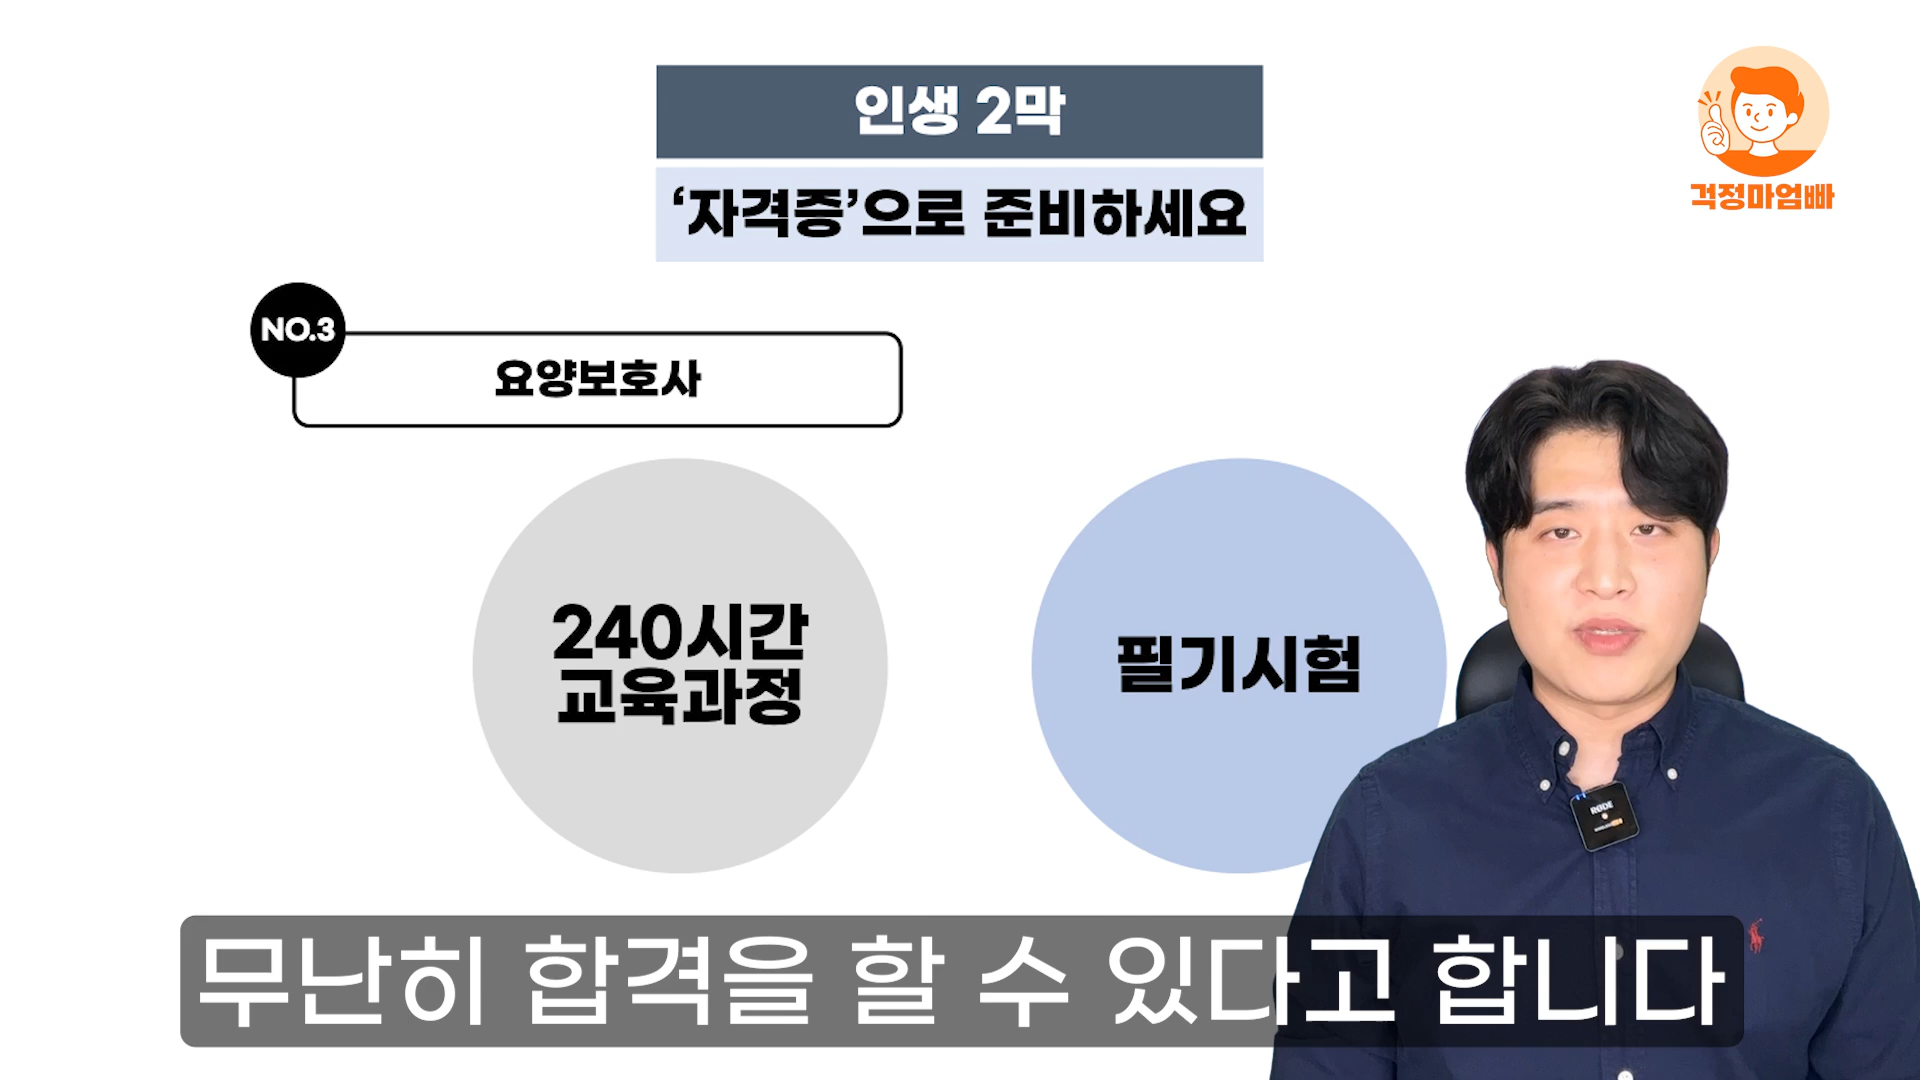 인생 2막
‘자격증’으로 준비하세요
걱정마엄빠
NO.3
요양보호사
240시간
교육과정
필기시험
RØDE
무난히 합격을 할 수 있다고 합니다